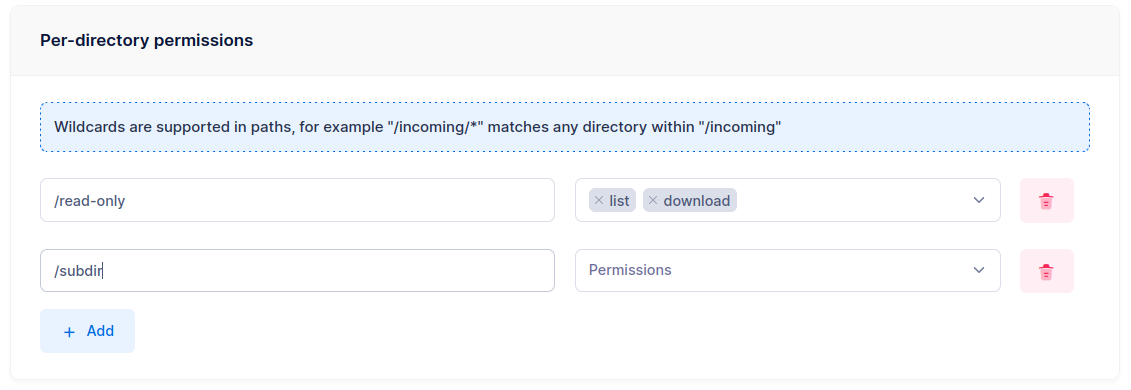 Per-directory permissions
Wildcards are supported in paths, for example "/incoming/*" matches any directory within "/incoming"
/read-only
list download
/subdir
Permissions
+ Add